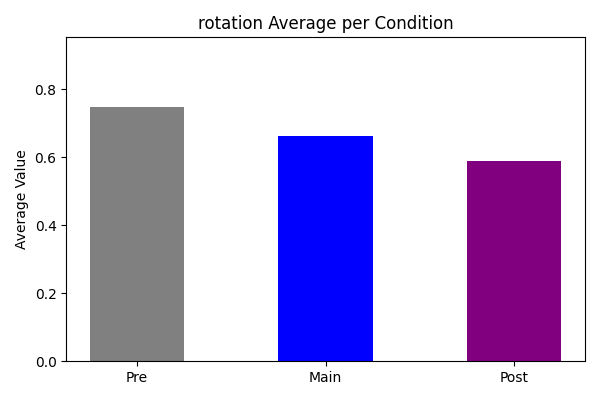 rotation Average per Condition
Average Value
0.8
0.6
0.4
0.2
0.0
Pre
Main
Post